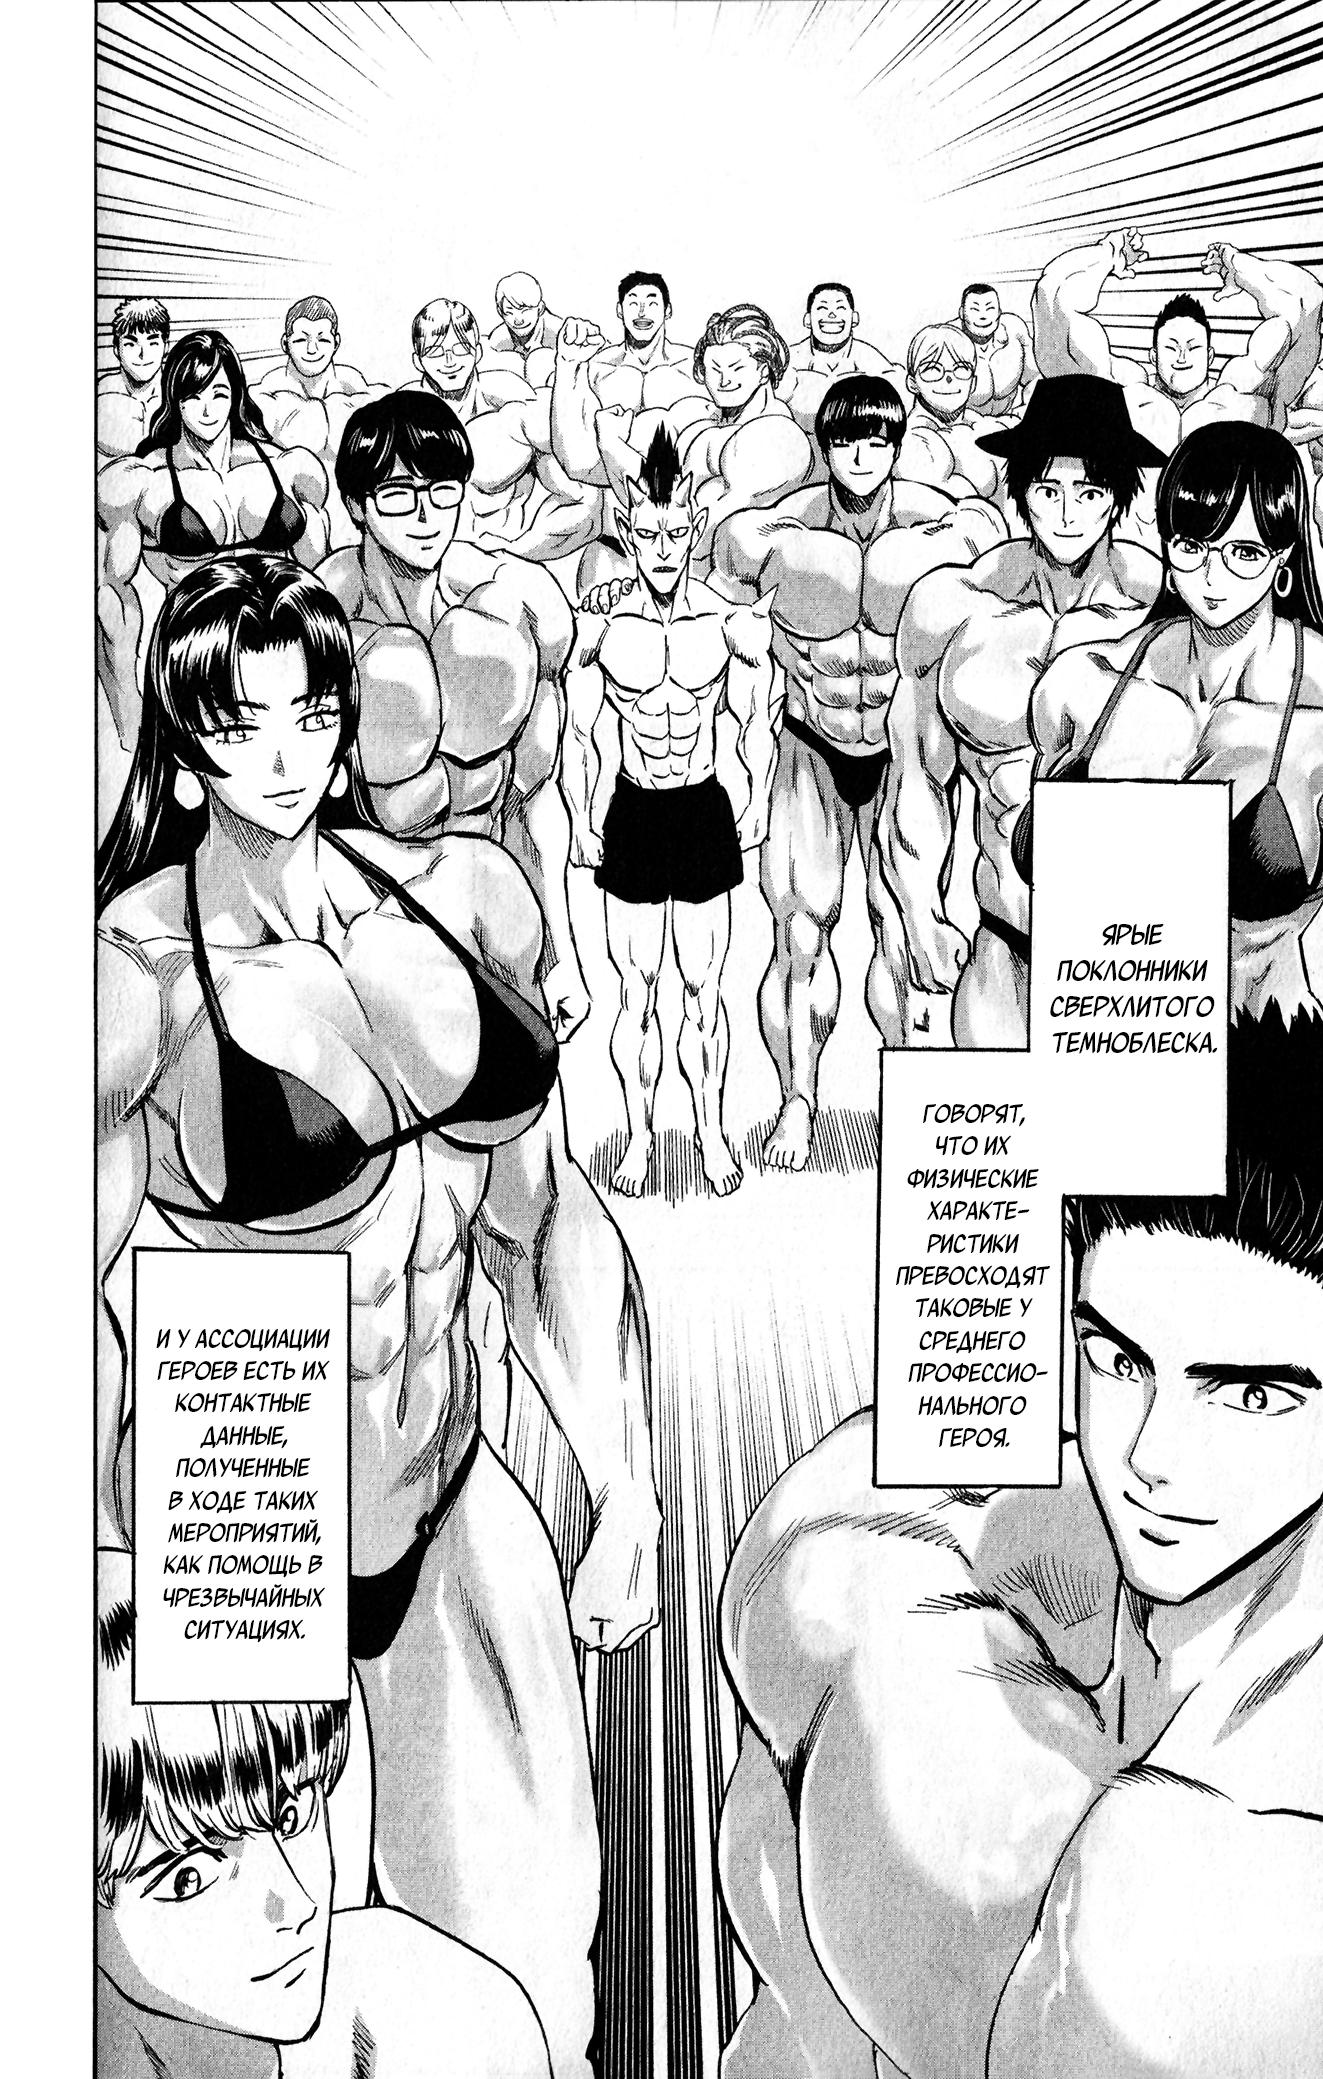 ЯРЫЕ
ПОКЛОННИКИ
СВЕРХЛИТОГО
ТЕМНОБЛЕСКА.
ГОВОРЯТ,
ЧТО ИХ
ФИЗИЧЕСКИЕ
ХАРАКТЕ-
РИСТИКИ
ПРЕВОСХОДЯТ
ТАКОВЫЕ У
СРЕДНЕГО
ПРОФЕССИО-
НАЛЬНОГО
ГЕРОЯ.
И У АССОЦИАЦИИ
ГЕРОЕВ ЕСТЬ ИХ
КОНТАКТНЫЕ
ДАННЫЕ,
ПОЛУЧЕННЫЕ
В ХОДЕ ТАКИХ
МЕРОПРИЯТИЙ,
КАК ПОМОЩЬ В
ЧРЕЗВЫЧАЙНЫХ
СИТУАЦИЯХ.